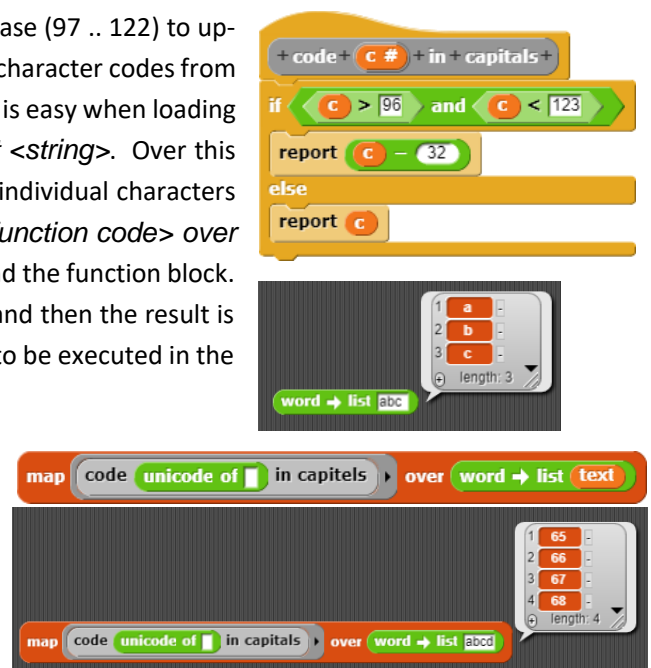 ase (97 .. 122) to up-
character codes from
is easy when loading
<string>. Over this
individual characters
function code> over
d the function block.
and then the result is
to be executed in the
+ code + c # + in + capitals +
if c > 96 and c < 123
report c - 32
else
report c
1 a
2 b
3 c
length: 3
word → list abc
map code unicode of in capitels over word → list text
1 65
2 66
3 67
4 68
length: 4
map code unicode of in capitals over word → list abcd